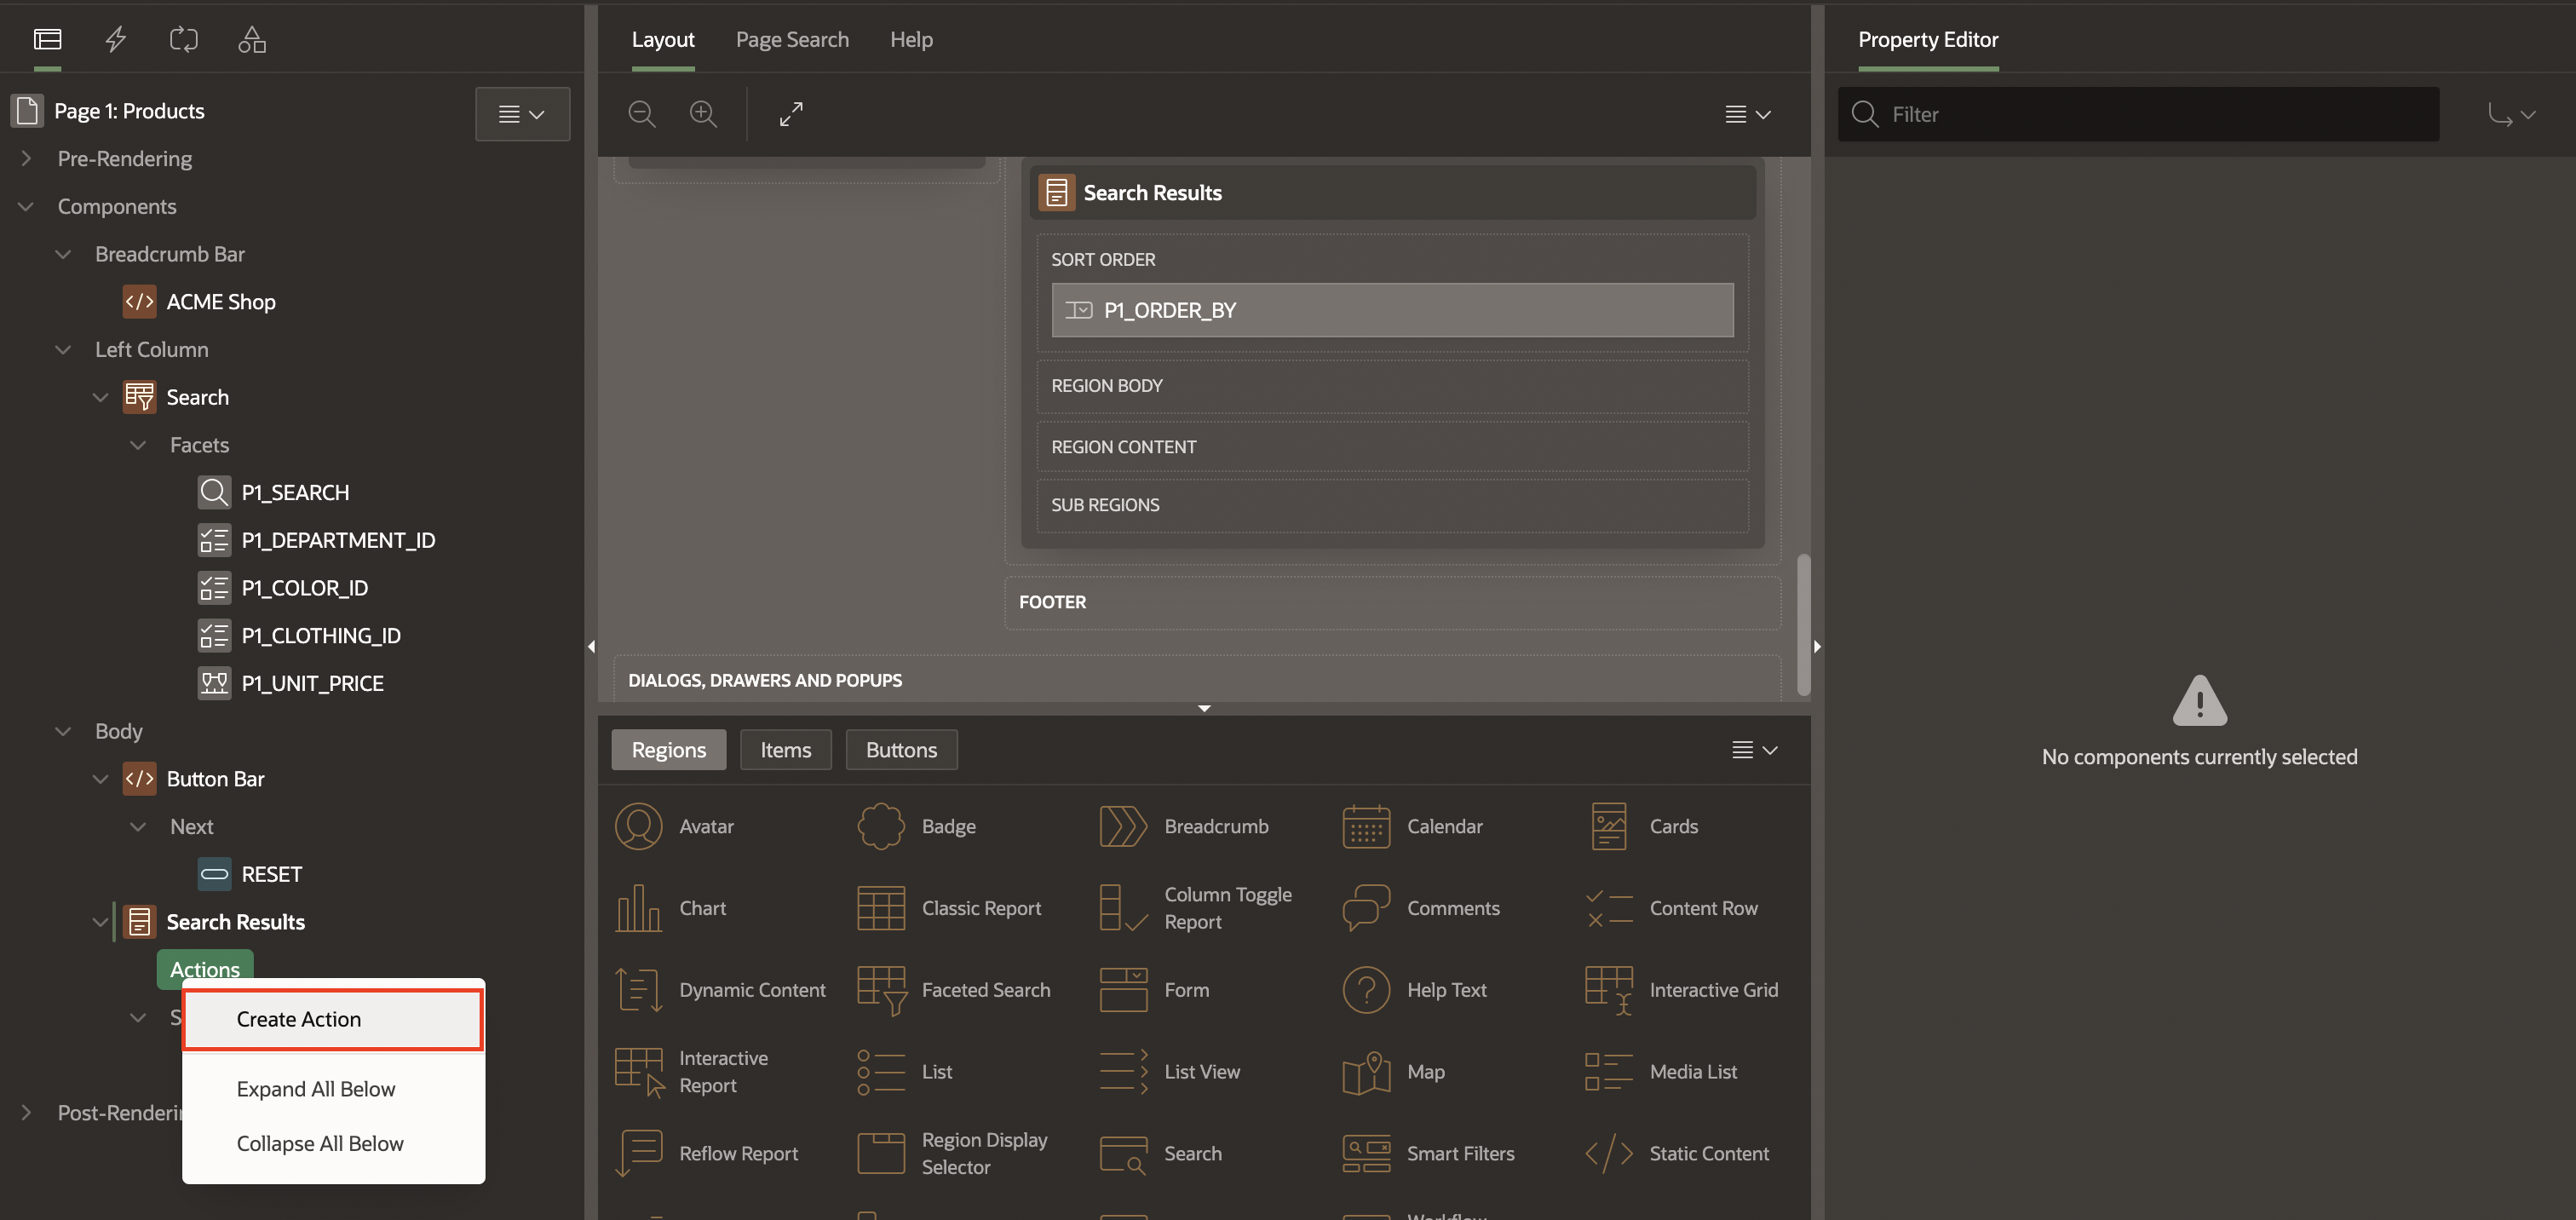 Page 1: Products
Pre-Rendering
Components
Breadcrumb Bar
ACME Shop
Left Column
Search
Facets
P1_SEARCH
P1_DEPARTMENT_ID
P1_COLOR_ID
P1_CLOTHING_ID
P1_UNIT_PRICE
Body
Button Bar
Next
RESET
Search Results
Actions
Create Action
Expand All Below
Collapse All Below
Layout Page Search Help
Search Results
SORT ORDER
P1_ORDER_BY
REGION BODY
REGION CONTENT
SUB REGIONS
FOOTER
DIALOGS, DRAWERS AND POPUPS
Regions Items Buttons
Avatar Badge Breadcrumb Calendar Cards
Chart Classic Report Column Toggle
Report Comments Content Row
Dynamic Content Faceted Search Form Help Text Interactive Grid
Interactive
Report List List View Map Media List
Reflow Report Region Display
Selector Search Smart Filters Static Content
Property Editor
Filter
No components currently selected